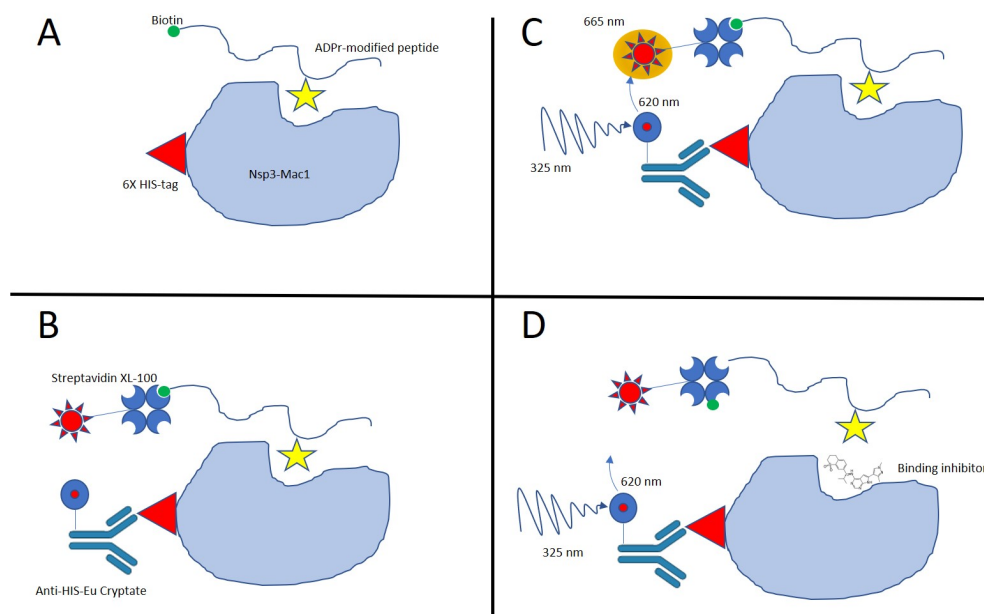 A
Biotin
ADPr-modified peptide
6X HIS-tag
Nsp3-Mac1
B
Streptavidin XL-100
Anti-HIS-Eu Cryptate
C
665 nm
620 nm
325 nm
D
620 nm
325 nm
Binding inhibitor